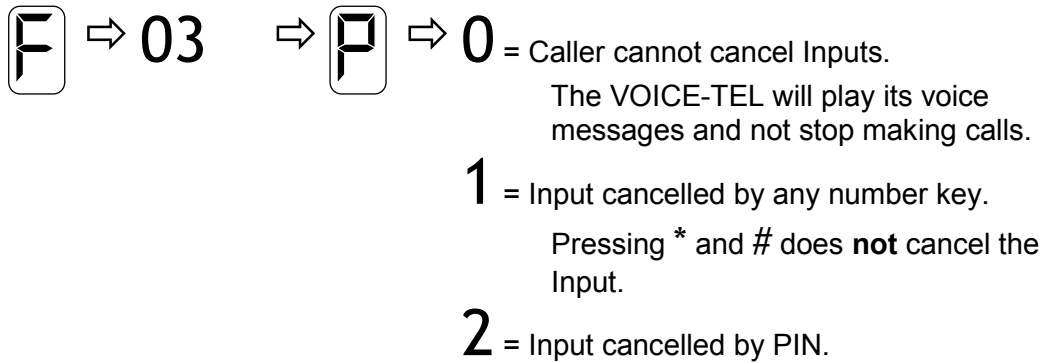 F ⇨ 03 ⇨ P ⇨ 0 = Caller cannot cancel Inputs.
The VOICE-TEL will play its voice
messages and not stop making calls.
1 = Input cancelled by any number key.
Pressing * and # does not cancel the
Input.
2 = Input cancelled by PIN.